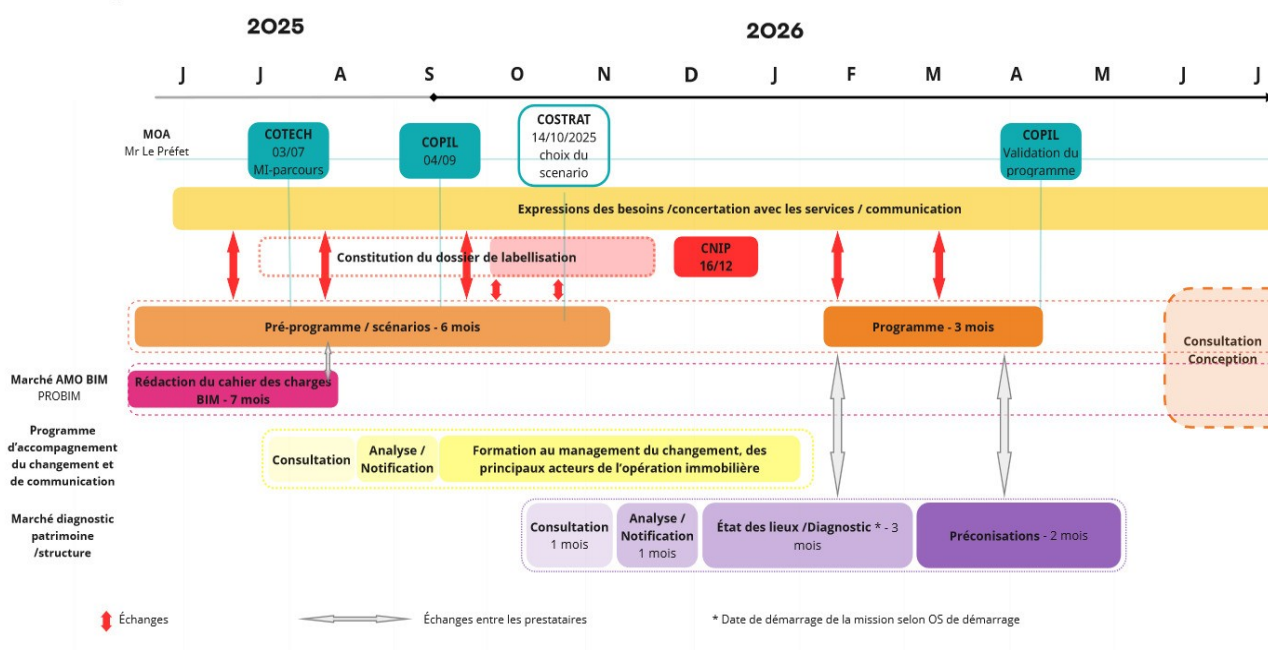 2025
2026
J J A S O N D J F M A M J J
MOA
Mr Le Préfet
COTECH
03/07
MI-parcours
COPIL
04/09
COSTRAT
14/10/2025
choix du
scenario
COPIL
Validation du
programme
Expressions des besoins /concertation avec les services / communication
Constitution du dossier de labellisation
CNIP
16/12
Pré-programme / scénarios - 6 mois
Programme - 3 mois
Consultation
Conception
Marché AMO BIM
PROBIM
Rédaction du cahier des charges
BIM - 7 mois
Programme
d’accompagnement
du changement et
de communication
Consultation
Analyse /
Notification
Formation au management du changement, des
principaux acteurs de l’opération immobilière
Marché diagnostic
patrimoine
/structure
Consultation
1 mois
Analyse /
Notification
1 mois
État des lieux /Diagnostic * - 3
mois
Préconisations - 2 mois
Échanges
Échanges entre les prestataires
* Date de démarrage de la mission selon OS de démarrage